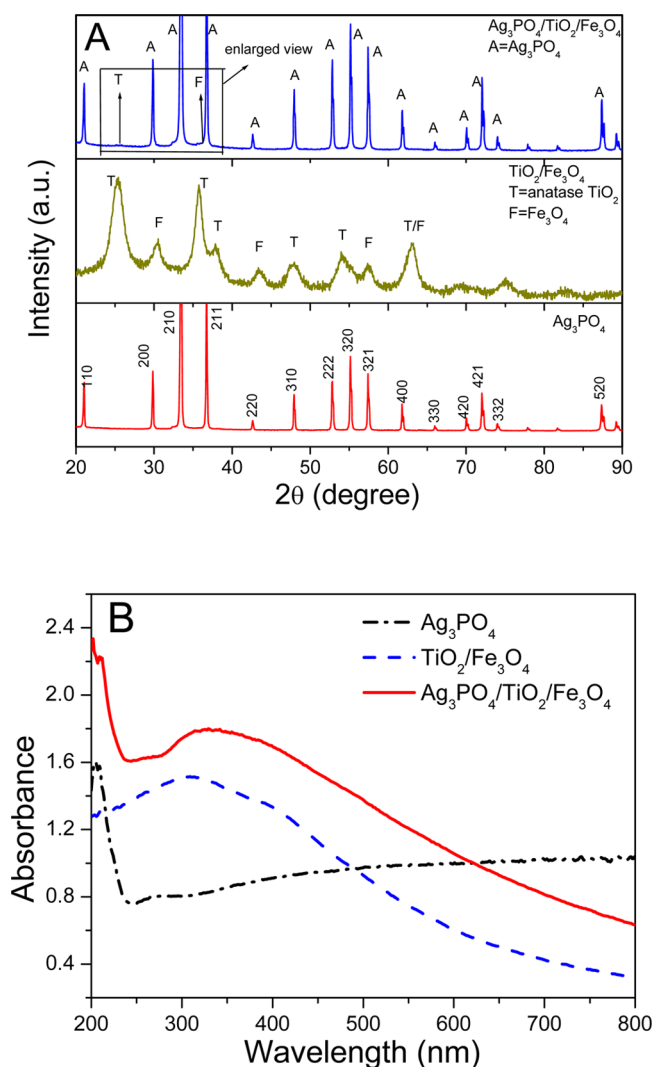 A
Ag₃PO₄/TiO₂/Fe₃O₄
A=Ag₃PO₄
enlarged view
A T A A F A A A A A A A A A A A A
TiO₂/Fe₃O₄
T=anatase TiO₂
F=Fe₃O₄
T F T T F T T F T/F
Ag₃PO₄
110 200 210 211 220 310 222 320 321 400 330 420 421 332 520
Intensity (a.u.)
20 30 40 50 60 70 80 90
2θ (degree)
B
Ag₃PO₄
TiO₂/Fe₃O₄
Ag₃PO₄/TiO₂/Fe₃O₄
2.4
2.0
1.6
1.2
0.8
0.4
Absorbance
200 300 400 500 600 700 800
Wavelength (nm)